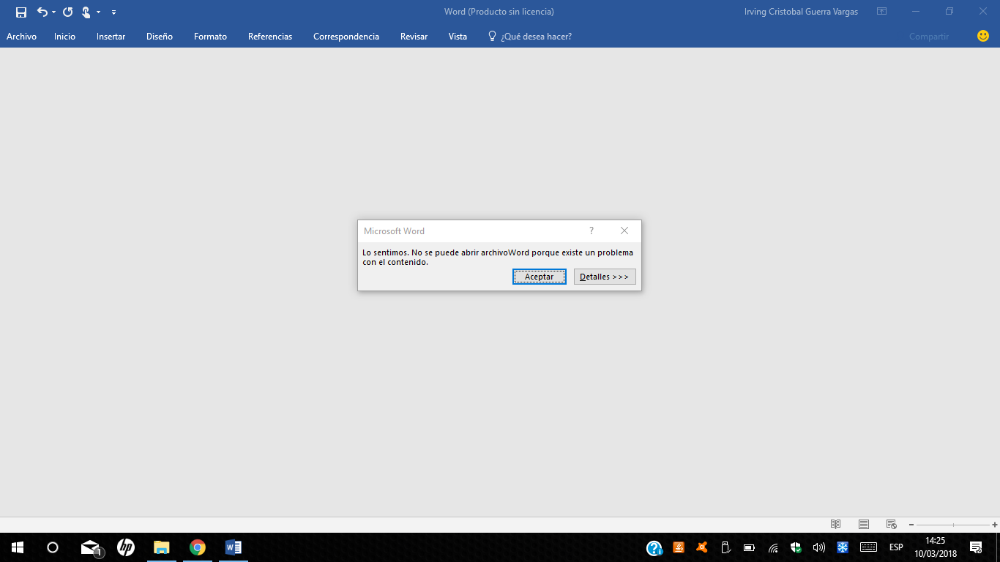 Word (Producto sin licencia)
Irving Cristobal Guerra Vargas
Archivo Inicio Insertar Diseño Formato Referencias Correspondencia Revisar Vista ¿Qué desea hacer? Compartir
Microsoft Word
Lo sentimos. No se puede abrir archivoWord porque existe un problema
con el contenido.
Aceptar Detalles >>>
1 hp ESP 14:25
10/03/2018